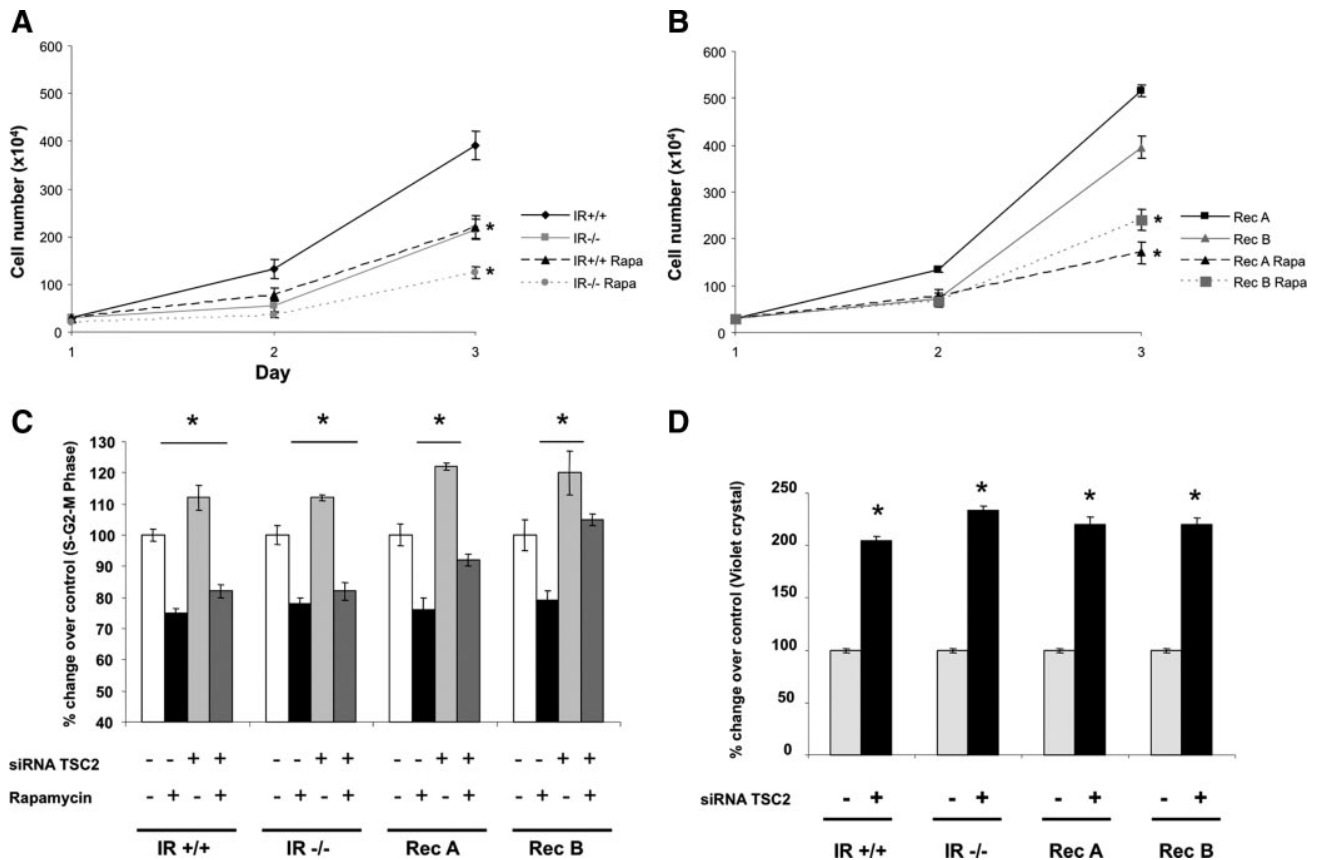 A
600
500
400
300
200
100
0
Cell number (x10⁴)
1 2 3
Day
IR+/+
IR-/-
IR+/+ Rapa
IR-/- Rapa
*
*
B
600
500
400
300
200
100
0
Cell number (x10⁴)
1 2 3
Rec A
Rec B
Rec A Rapa
Rec B Rapa
*
*
C
% change over control (S-G2-M Phase)
130
120
110
100
90
80
70
60
50
40
* * * *
siRNA TSC2 - - + + - - + + - - + + - - + +
Rapamycin - + - + - + - + - + - + - + - +
IR +/+ IR -/- Rec A Rec B
D
% change over control (Violet crystal)
250
200
150
100
50
0
* * * *
siRNA TSC2 - + - + - + - +
IR +/+ IR -/- Rec A Rec B